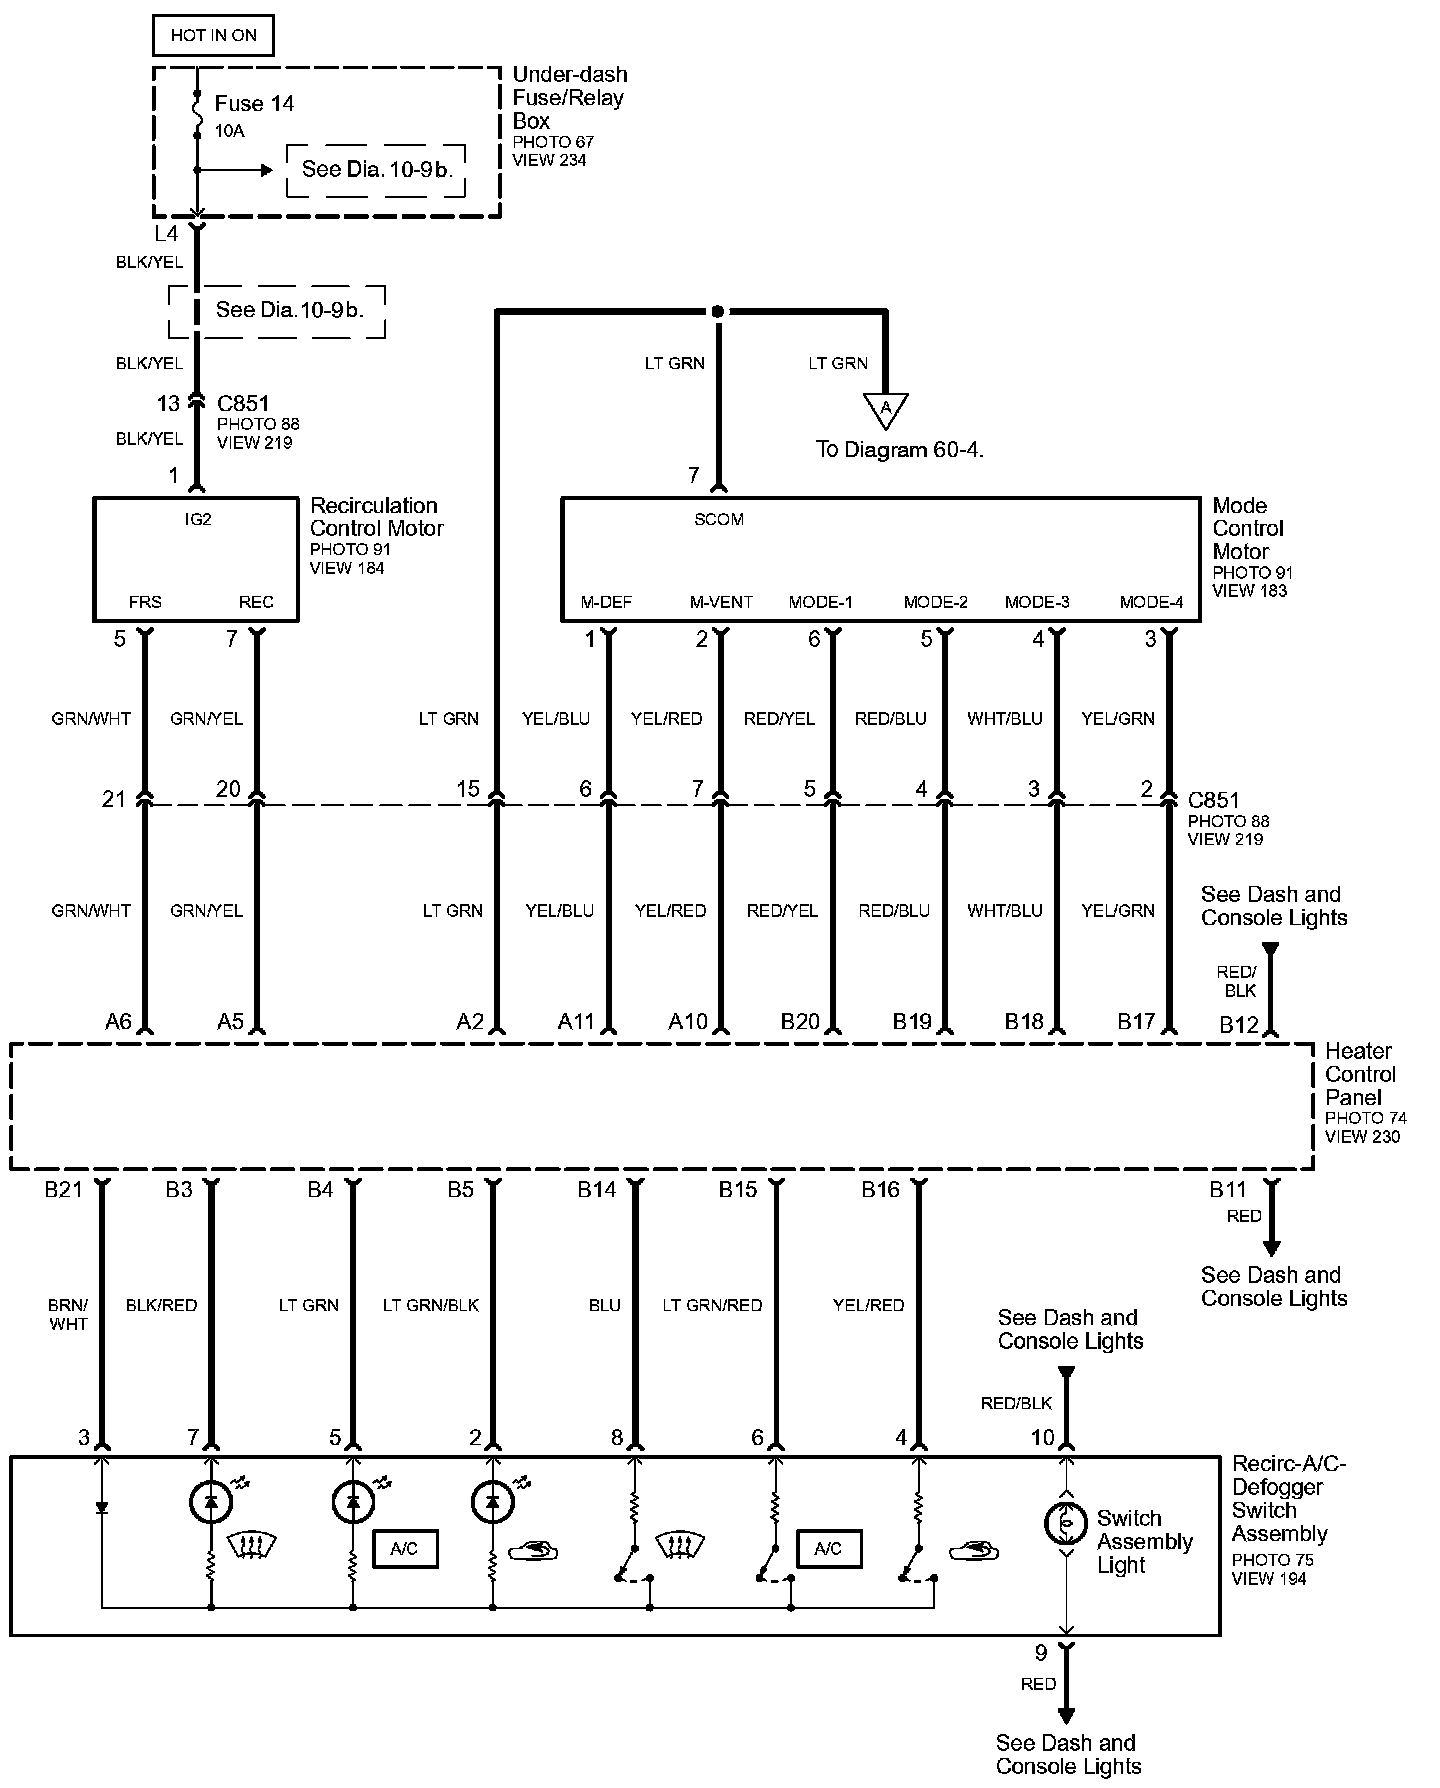 HOT IN ON
Under-dash
Fuse/Relay
Box
PHOTO 67
VIEW 234
Fuse 14
10A
See Dia. 10-9b.
L4
BLK/YEL
See Dia.10-9b.
BLK/YEL
LT GRN LT GRN
13 C851
PHOTO 88
VIEW 219
BLK/YEL
A
To Diagram 60-4.
1
7
IG2
Recirculation
Control Motor
PHOTO 91
VIEW 184
FRS REC
SCOM
Mode
Control
Motor
PHOTO 91
VIEW 183
M-DEF M-VENT MODE-1 MODE-2 MODE-3 MODE-4
5 7 1 2 6 5 4 3
GRN/WHT GRN/YEL LT GRN YEL/BLU YEL/RED RED/YEL RED/BLU WHT/BLU YEL/GRN
21 20 15 6 7 5 4 3 2
C851
PHOTO 88
VIEW 219
GRN/WHT GRN/YEL LT GRN YEL/BLU YEL/RED RED/YEL RED/BLU WHT/BLU YEL/GRN
See Dash and
Console Lights
RED/
BLK
A6 A5 A2 A11 A10 B20 B19 B18 B17 B12
Heater
Control
Panel
PHOTO 74
VIEW 230
B21 B3 B4 B5 B14 B15 B16 B11
RED
See Dash and
Console Lights
BRN/
WHT
BLK/RED LT GRN LT GRN/BLK BLU LT GRN/RED YEL/RED
See Dash and
Console Lights
RED/BLK
3 7 5 2 8 6 4 10
Recirc-A/C-
Defogger
Switch
Assembly
PHOTO 75
VIEW 194
A/C
A/C
Switch
Assembly
Light
9
RED
See Dash and
Console Lights